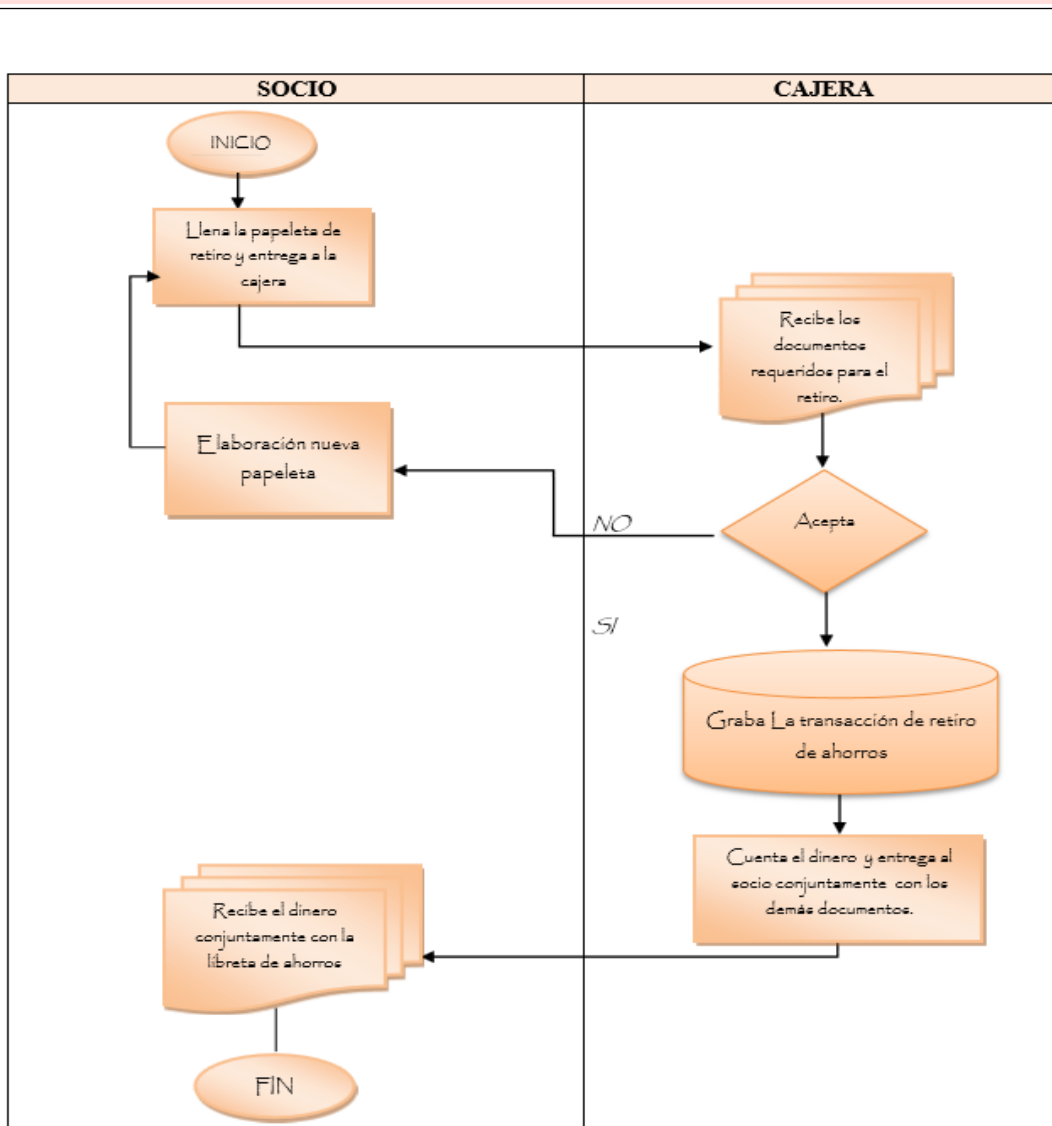 SOCIO
CAJERA
INICIO
Llena la papeleta de
retiro y entrega a la
cajera
Recibe los
documentos
requeridos para el
retiro.
Elaboración nueva
papeleta
Acepta
NO
SI
Graba La transacción de retiro
de ahorros
Cuenta el dinero y entrega al
socio conjuntamente con los
demás documentos.
Recibe el dinero
conjuntamente con la
libreta de ahorros
FIN